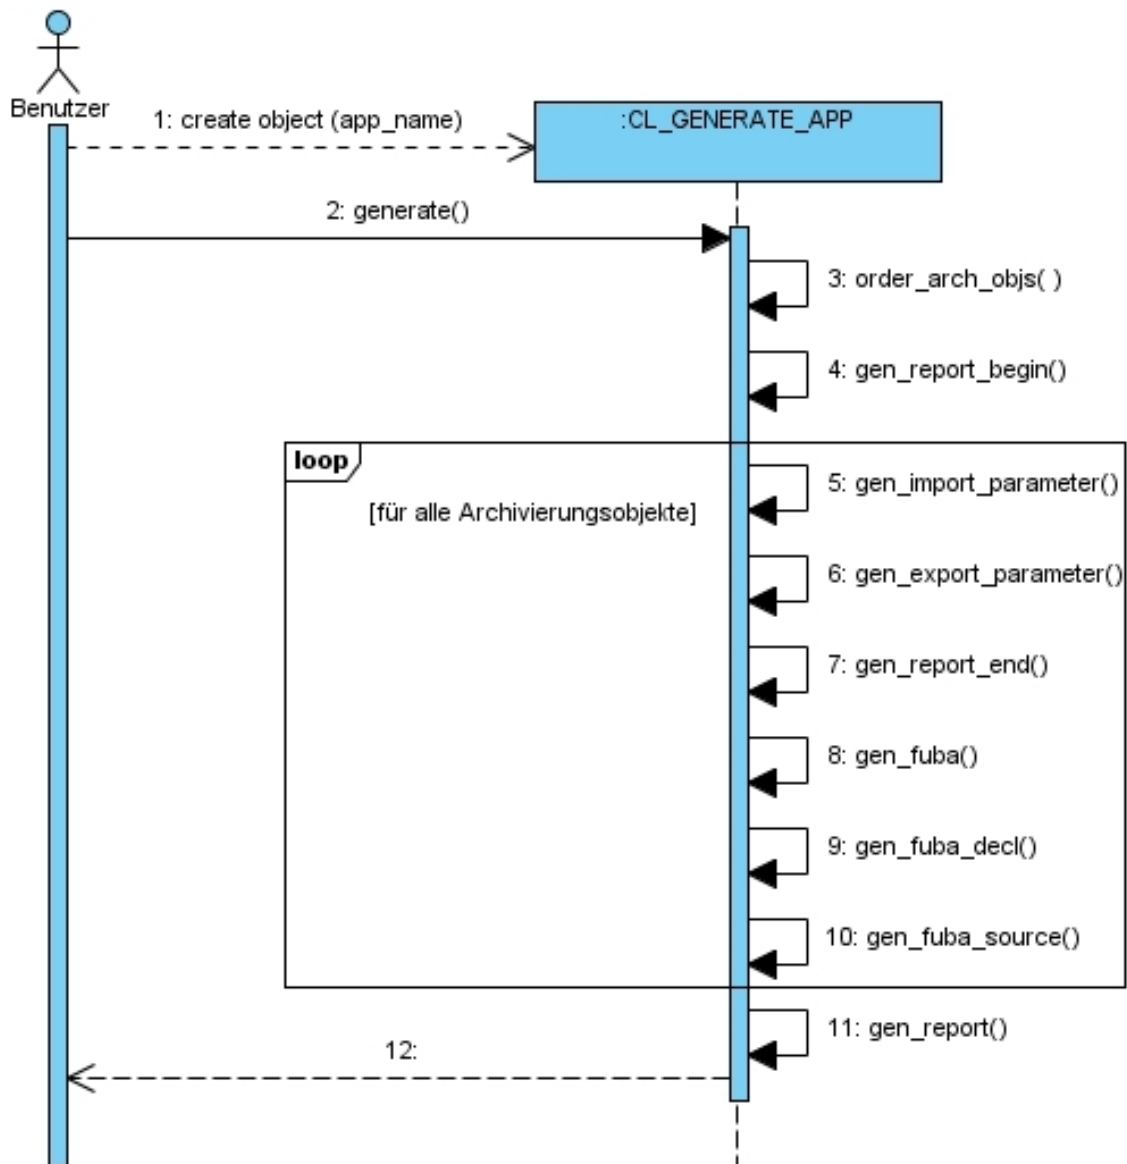 Benutzer
1: create object (app_name)
:CL_GENERATE_APP
2: generate()
3: order_arch_objs( )
4: gen_report_begin()
loop
[für alle Archivierungsobjekte]
5: gen_import_parameter()
6: gen_export_parameter()
7: gen_report_end()
8: gen_fuba()
9: gen_fuba_decl()
10: gen_fuba_source()
11: gen_report()
12: